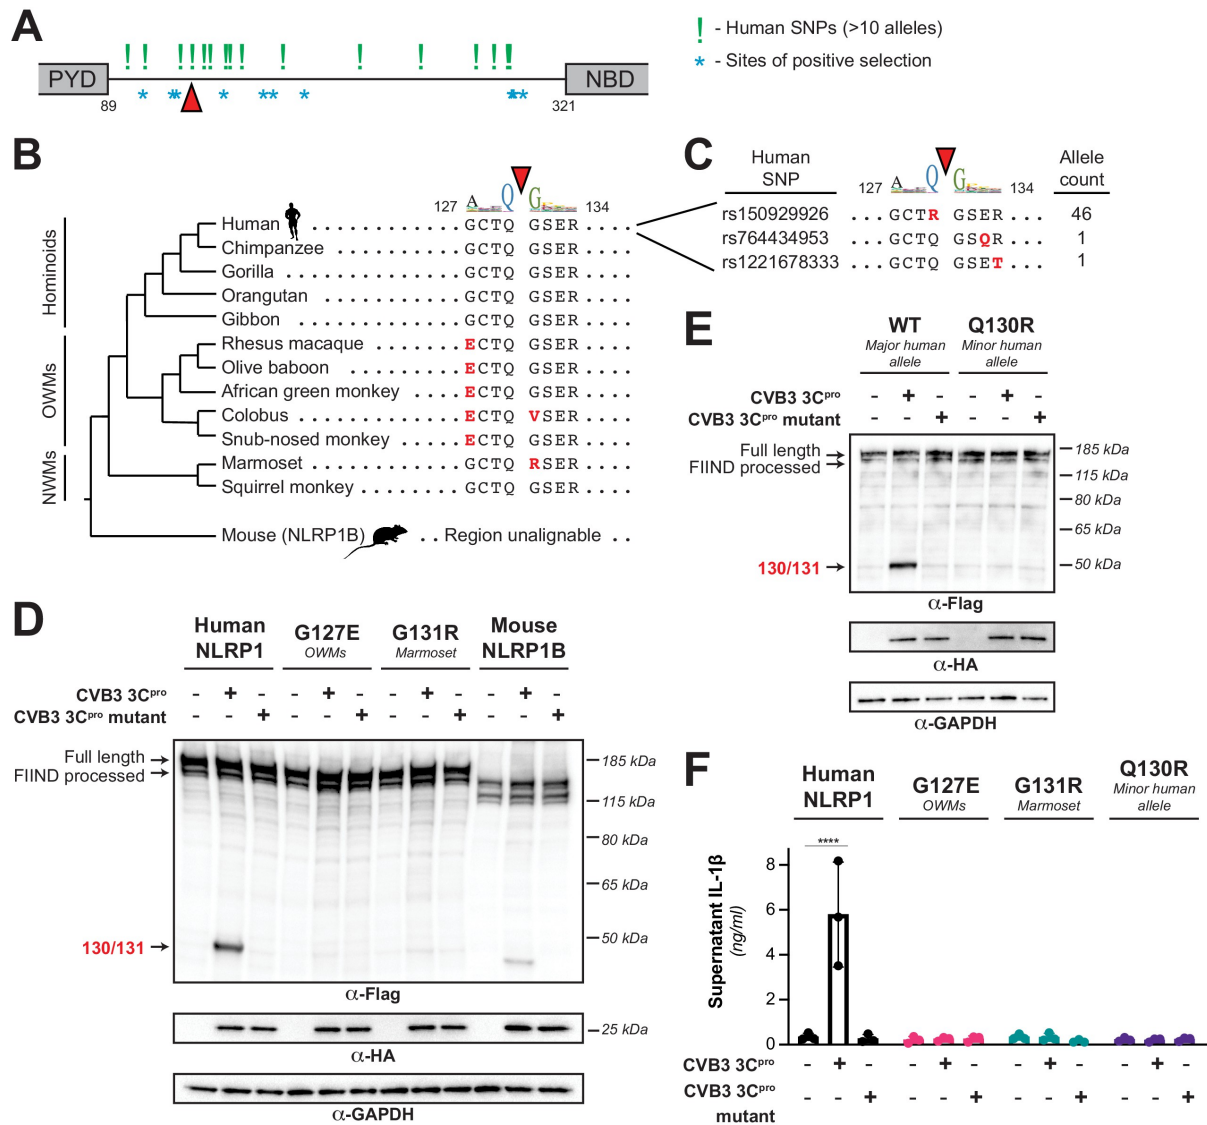 A
! - Human SNPs (>10 alleles)
* - Sites of positive selection
PYD
NBD
89
321
B
127 A Q G 134
Hominoids
OWMs
NWMs
Human . . . . . . . . . . . . . . GCTQ GSER . . . .
Chimpanzee . . . . . . . . . . . GCTQ GSER . . . .
Gorilla . . . . . . . . . . . . . . . GCTQ GSER . . . .
Orangutan . . . . . . . . . . . . GCTQ GSER . . . .
Gibbon . . . . . . . . . . . . . . GCTQ GSER . . . .
Rhesus macaque . . . . . . . ECTQ GSER . . . .
Olive baboon . . . . . . . . . ECTQ GSER . . . .
African green monkey . . . . . ECTQ GSER . . . .
Colobus . . . . . . . . . . . . . . ECTQ VSER . . . .
Snub-nosed monkey . . . . . ECTQ GSER . . . .
Marmoset . . . . . . . . . . . . GCTQ RSER . . . .
Squirrel monkey . . . . . . . . GCTQ GSER . . . .
Mouse (NLRP1B) . . Region unalignable . .
C
Human SNP
Allele count
127 A Q G 134
rs150929926 ... GCTR GSER ... 46
rs764434953 ... GCTQ GSQR ... 1
rs1221678333 ... GCTQ GSET ... 1
D
Human NLRP1
G127E OWMs
G131R Marmoset
Mouse NLRP1B
CVB3 3Cpro - + - - + - - + - - + -
CVB3 3Cpro mutant - - + - - + - - + - - +
Full length
FIIND processed
130/131
185 kDa
115 kDa
80 kDa
65 kDa
50 kDa
α-Flag
25 kDa
α-HA
α-GAPDH
E
WT Major human allele
Q130R Minor human allele
CVB3 3Cpro - + - - + -
CVB3 3Cpro mutant - - + - - +
Full length
FIIND processed
130/131
185 kDa
115 kDa
80 kDa
65 kDa
50 kDa
α-Flag
α-HA
α-GAPDH
F
Human NLRP1
G127E OWMs
G131R Marmoset
Q130R Minor human allele
****
Supernatant IL-1β
(ng/ml)
8
6
4
2
0
CVB3 3Cpro - + - - + - - + - - + -
CVB3 3Cpro mutant - - + - - + - - + - - +